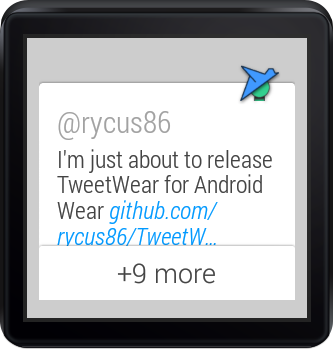 @rycus86
I'm just about to release
TweetWear for Android
Wear github.com/
rycus86/TweetW...
+9 more